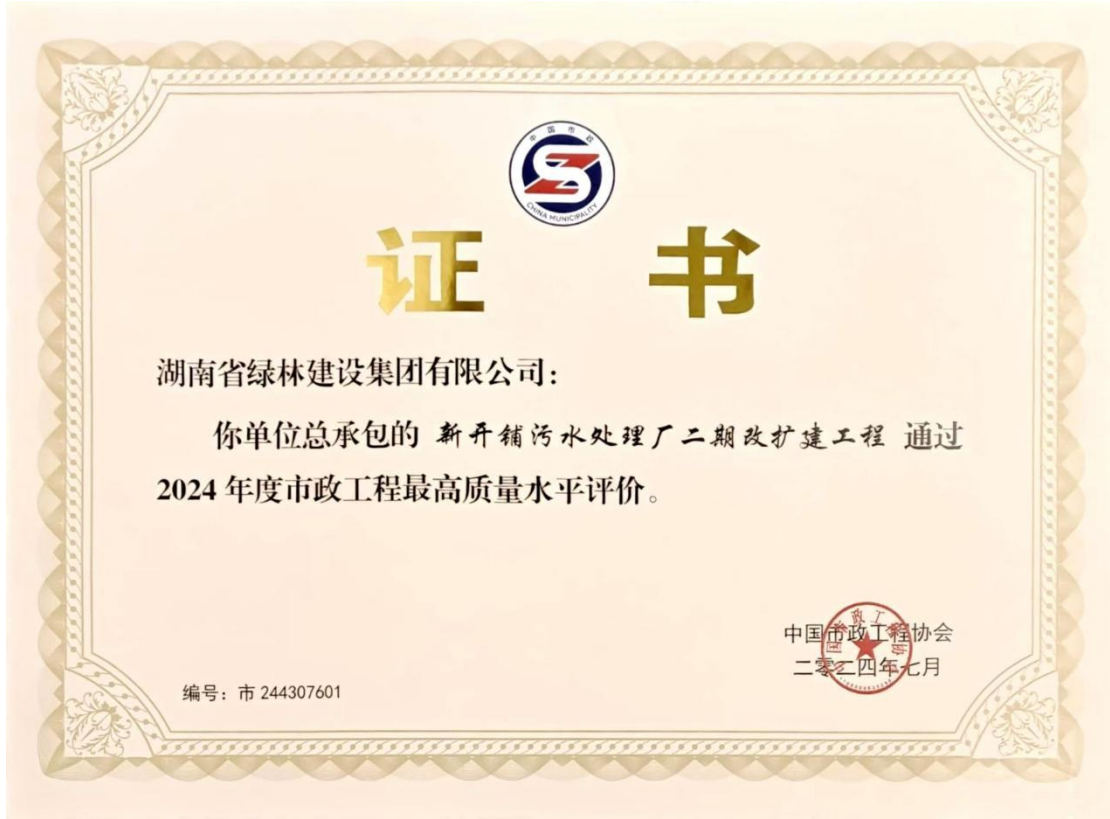 中国市政
CHINA MUNICIPALITY
证 书
湖南省绿林建设集团有限公司：
你单位总承包的 新开铺污水处理厂二期改扩建工程 通过
2024 年度市政工程最高质量水平评价。
中国市政工程协会
二零二四年七月
编号：市 244307601